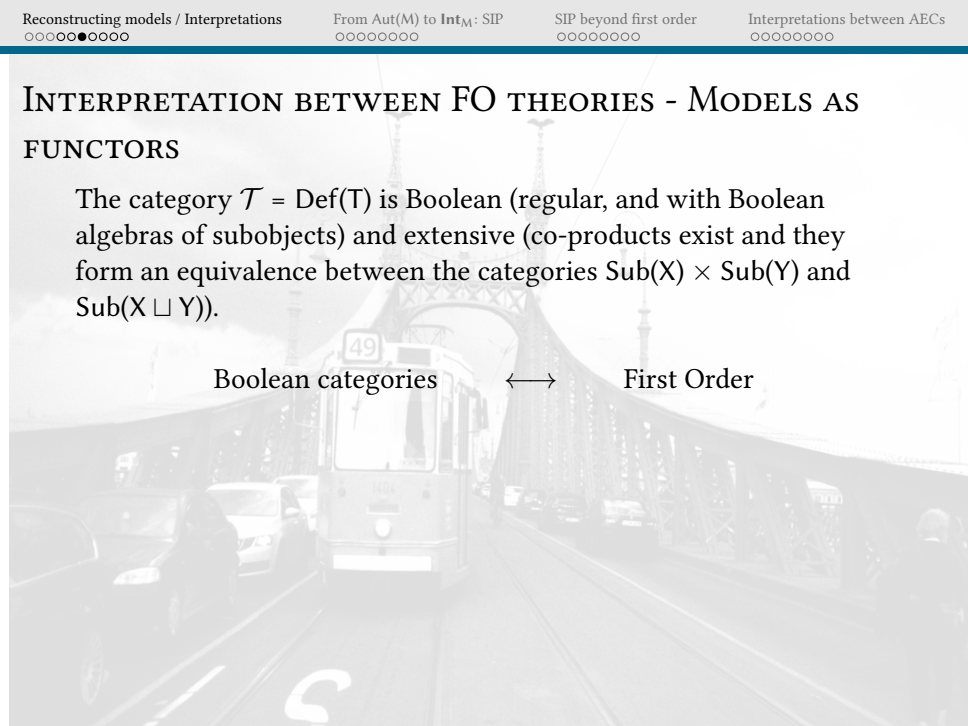 Reconstructing models / Interpretations From Aut(M) to Int_M: SIP SIP beyond first order Interpretations between AECs
Interpretation between FO theories - Models as
functors
The category 𝒯 = Def(T) is Boolean (regular, and with Boolean
algebras of subobjects) and extensive (co-products exist and they
form an equivalence between the categories Sub(X) × Sub(Y) and
Sub(X ⊔ Y)).
49
Boolean categories ⟷ First Order